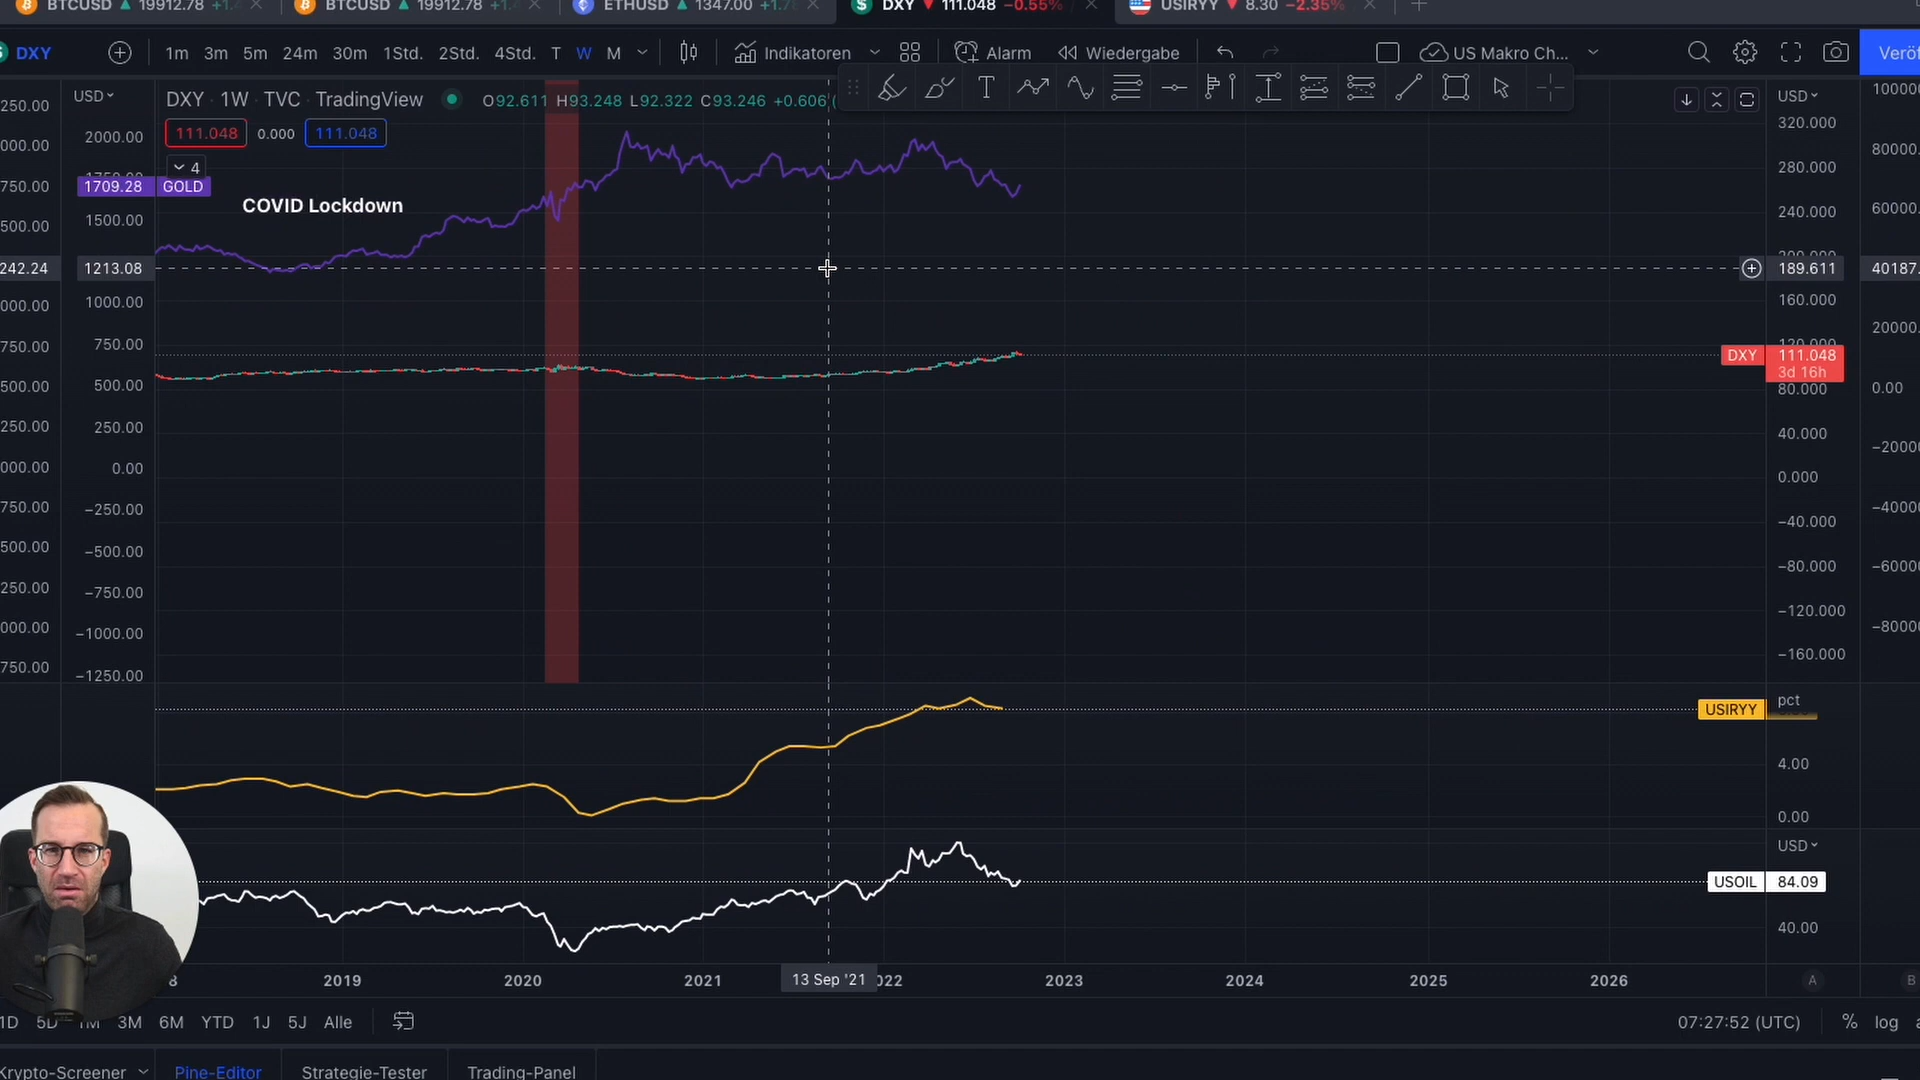 BTCUSD 19912.78 +1.
BTCUSD 19912.78 +1.
ETHUSD 1347.00 +1.7
DXY 111.048 −0.55%
USIRYY 8.30 −2.35%
DXY 1m 3m 5m 24m 30m 1Std. 2Std. 4Std. T W M Indikatoren Alarm Wiedergabe US Makro Ch...
DXY · 1W · TVC · TradingView O92.611 H93.248 L92.322 C93.246 +0.606
111.048 0.000 111.048
4
1709.28 GOLD
COVID Lockdown
250.00
000.00
750.00
500.00
250.00
242.24
000.00
750.00
500.00
250.00
000.00
750.00
500.00
250.00
000.00
750.00
USD
2000.00
1500.00
1213.08
1000.00
750.00
500.00
250.00
0.00
−250.00
−500.00
−750.00
−1000.00
−1250.00
USD
320.000
280.000
240.000
189.611
160.000
DXY 111.048
3d 16h
80.000
40.000
0.000
−40.000
−80.000
−120.000
−160.000
80000.
60000.
40187.
20000.
0.00
pct
USIRYY
4.00
0.00
USD
USOIL 84.09
40.00
8 2019 2020 2021 13 Sep '21 022 2023 2024 2025 2026 A B
1D 5D 1M 3M 6M YTD 1J 5J Alle 07:27:52 (UTC) % log
Krypto-Screener Pine-Editor Strategie-Tester Trading-Panel